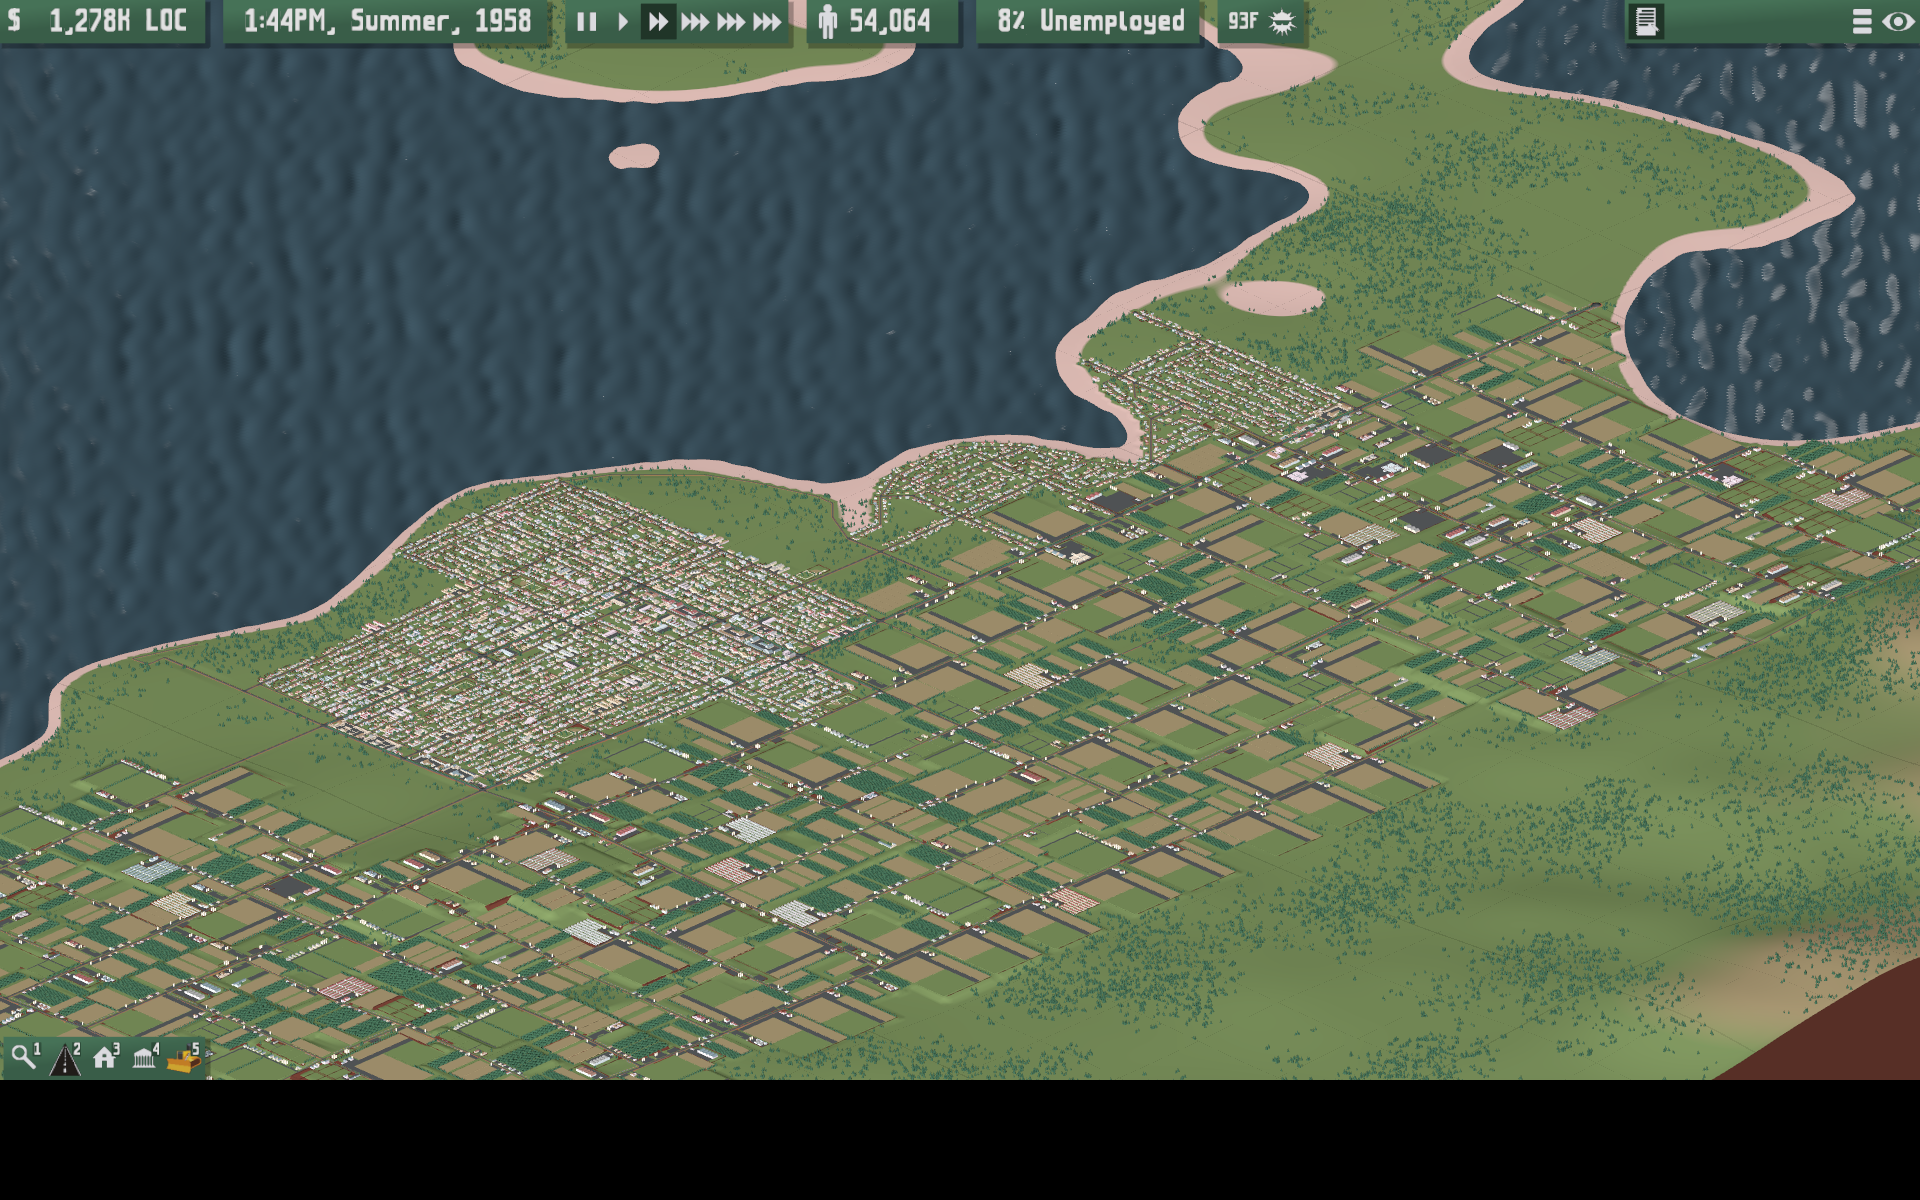 $ 1,278K LOC
1:44PM, Summer, 1958
54,064
8% Unemployed
93F
1 2 3 4 5